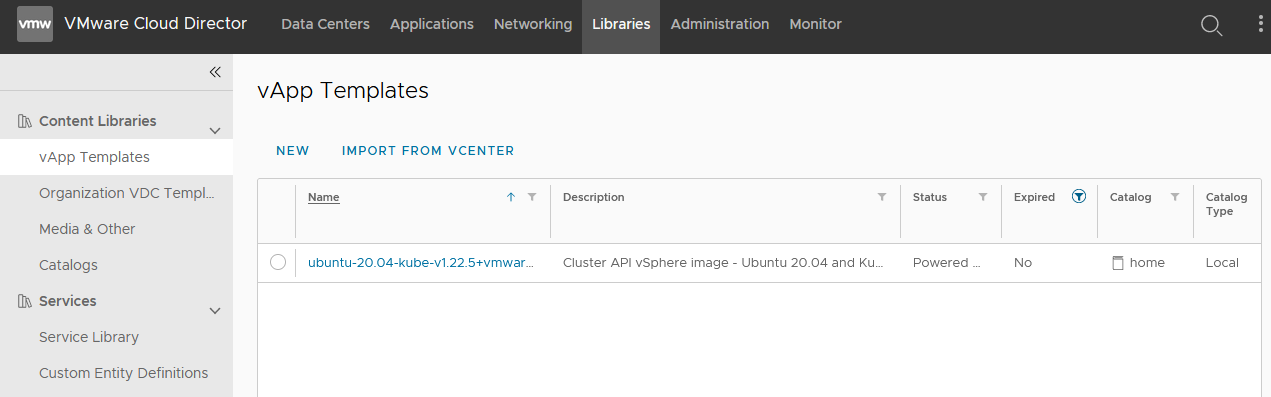 vmw VMware Cloud Director Data Centers Applications Networking Libraries Administration Monitor
vApp Templates
Content Libraries
vApp Templates
Organization VDC Templ...
Media & Other
Catalogs
Services
Service Library
Custom Entity Definitions
NEW IMPORT FROM VCENTER
Name Description Status Expired Catalog Catalog
Type
ubuntu-20.04-kube-v1.22.5+vmwar... Cluster API vSphere image - Ubuntu 20.04 and Ku... Powered ... No home Local